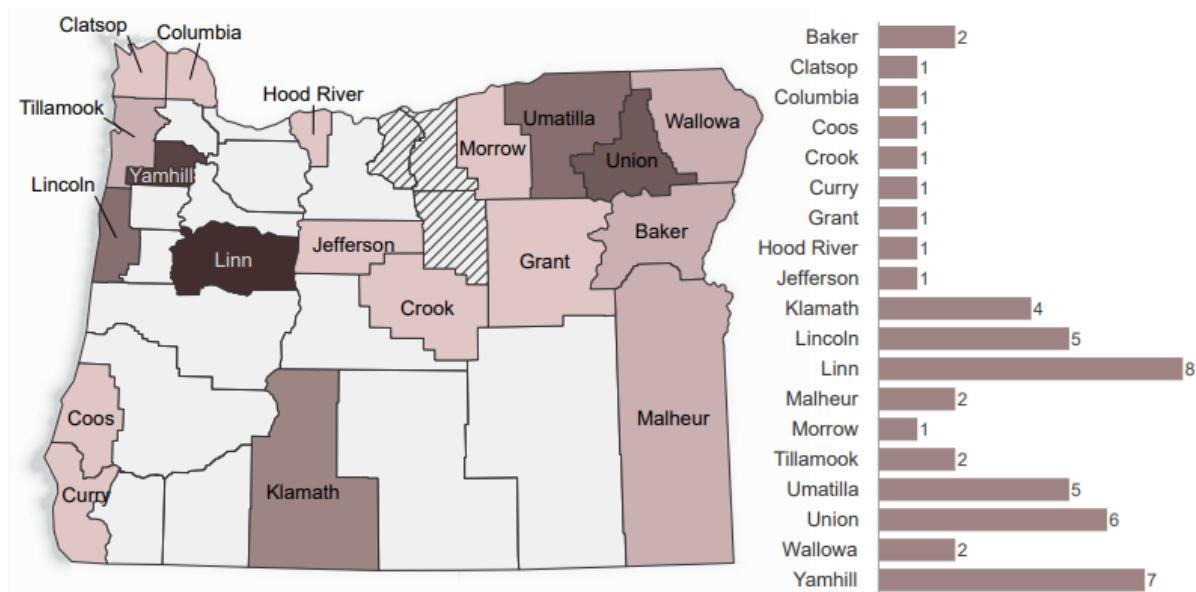 Clatsop
Columbia
Hood River
Tillamook
Umatilla
Wallowa
Morrow
Union
Yamhill
Lincoln
Baker
Jefferson
Linn
Grant
Crook
Coos
Malheur
Curry
Klamath
Baker 2
Clatsop 1
Columbia 1
Coos 1
Crook 1
Curry 1
Grant 1
Hood River 1
Jefferson 1
Klamath 4
Lincoln 5
Linn 8
Malheur 2
Morrow 1
Tillamook 2
Umatilla 5
Union 6
Wallowa 2
Yamhill 7